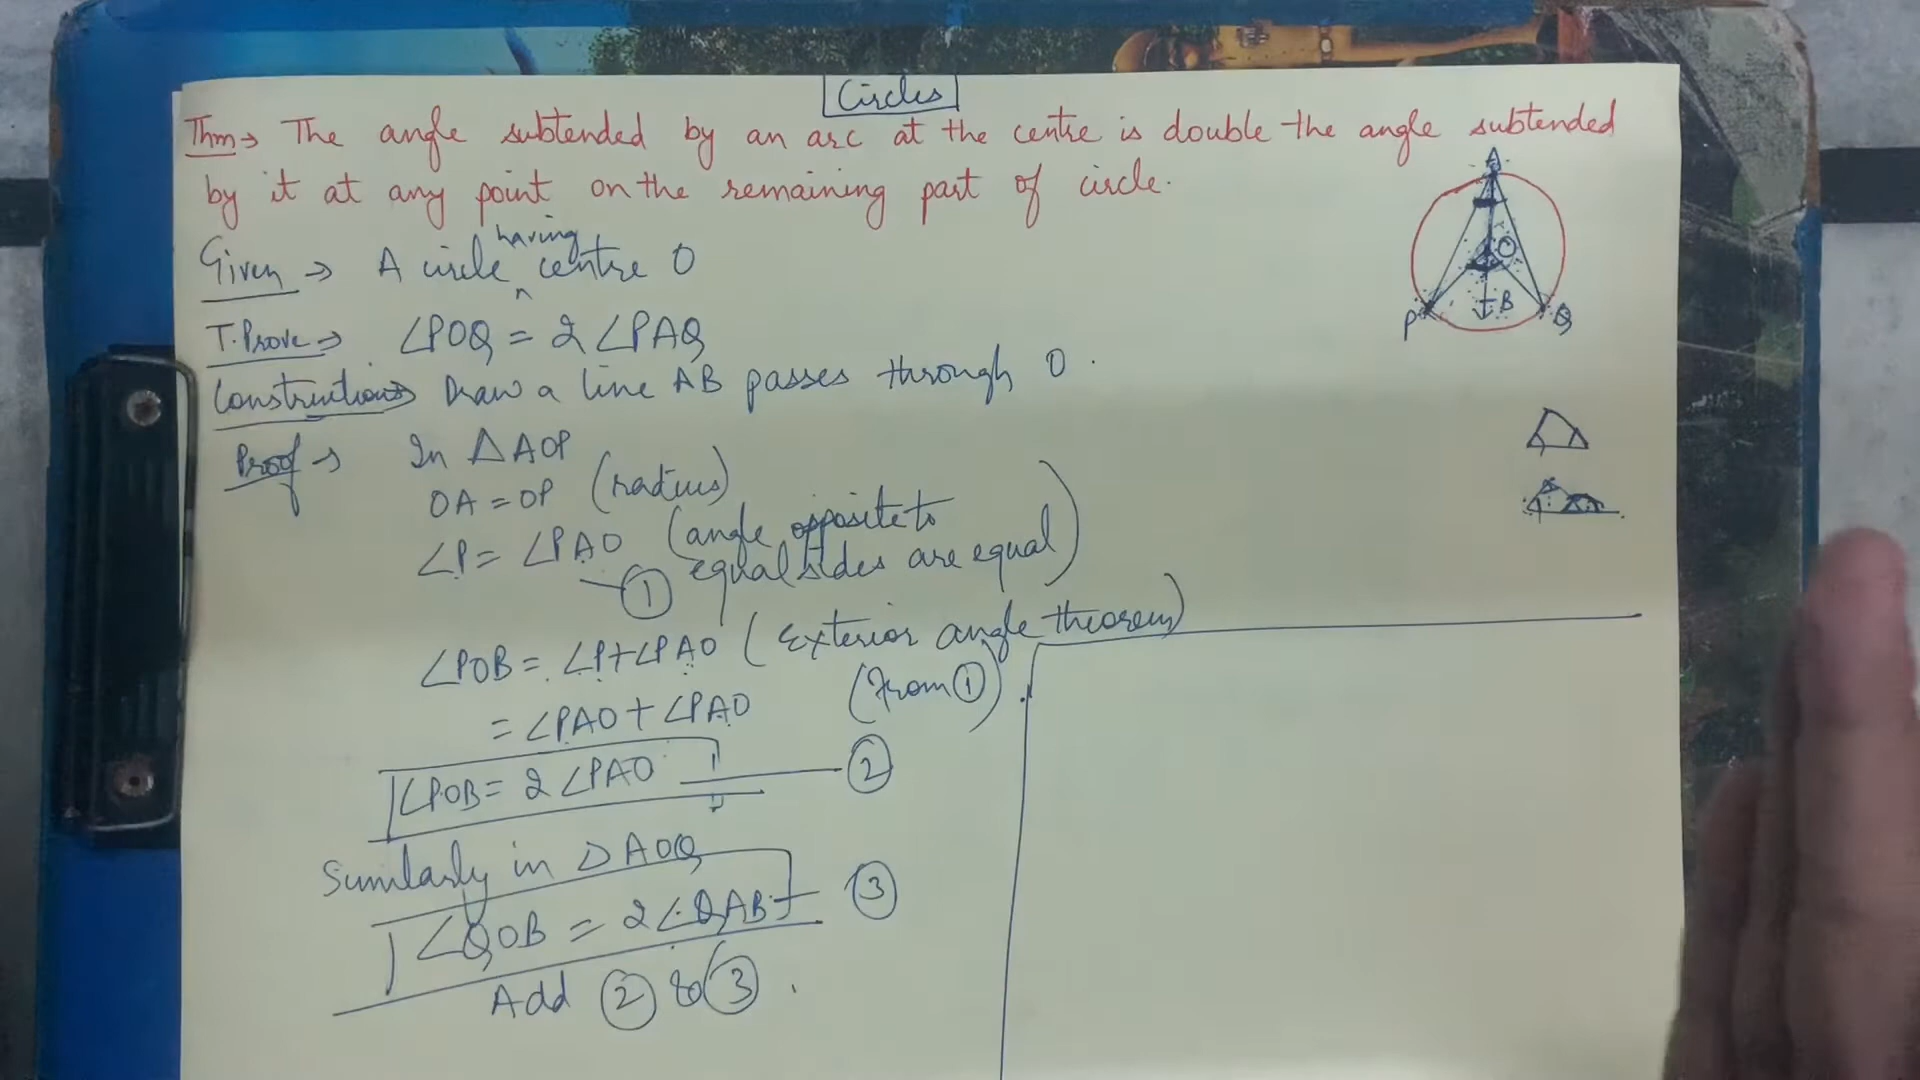 Circles
Thm→ The angle subtended by an arc at the centre is double the angle subtended
by it at any point on the remaining part of circle.
Given → A circle having centre O
T.Prove→ ∠POQ = 2 ∠PAQ
Construction→ Draw a line AB passes through O.
Proof→ In △AOP
OA = OP (radius)
∠P = ∠PAO (angle opposite to
equal sides are equal)
①
∠POB = ∠P+∠PAO (Exterior angle theorem)
= ∠PAO + ∠PAO (From ①)
∠POB = 2 ∠PAO ②
Similarly in △AOQ
∠QOB = 2∠QAB ③
Add ② & ③.
A
O
B
P
Q